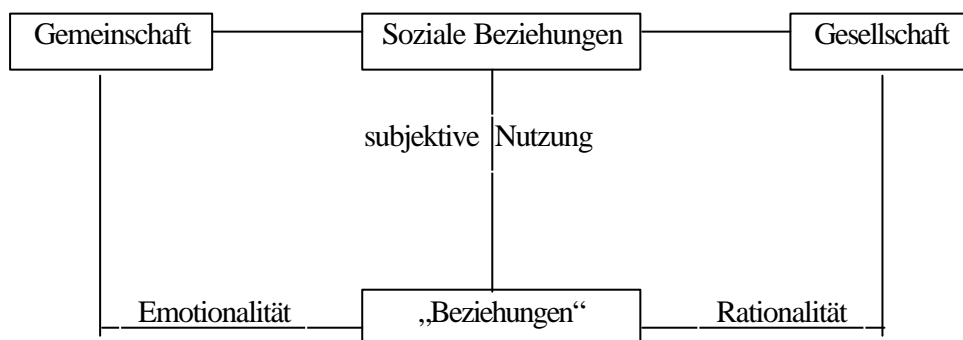 Gemeinschaft Soziale Beziehungen Gesellschaft
subjektive Nutzung
Emotionalität „Beziehungen“ Rationalität